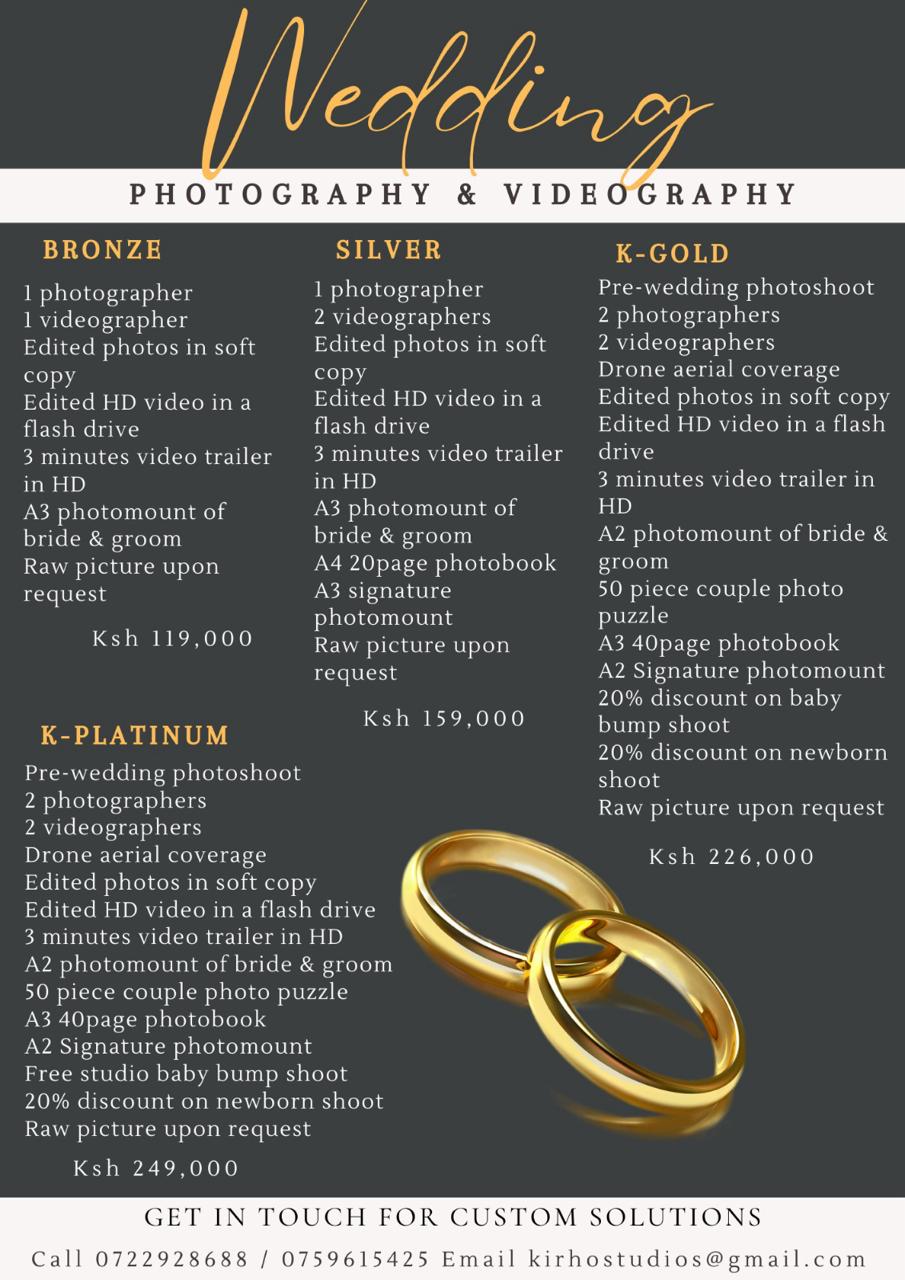 Wedding
PHOTOGRAPHY & VIDEOGRAPHY
BRONZE
1 photographer
1 videographer
Edited photos in soft
copy
Edited HD video in a
flash drive
3 minutes video trailer
in HD
A3 photomount of
bride & groom
Raw picture upon
request
Ksh 119,000
SILVER
1 photographer
2 videographers
Edited photos in soft
copy
Edited HD video in a
flash drive
3 minutes video trailer
in HD
A3 photomount of
bride & groom
A4 20page photobook
A3 signature
photomount
Raw picture upon
request
Ksh 159,000
K-GOLD
Pre-wedding photoshoot
2 photographers
2 videographers
Drone aerial coverage
Edited photos in soft copy
Edited HD video in a flash
drive
3 minutes video trailer in
HD
A2 photomount of bride &
groom
50 piece couple photo
puzzle
A3 40page photobook
A2 Signature photomount
20% discount on baby
bump shoot
20% discount on newborn
shoot
Raw picture upon request
Ksh 226,000
K-PLATINUM
Pre-wedding photoshoot
2 photographers
2 videographers
Drone aerial coverage
Edited photos in soft copy
Edited HD video in a flash drive
3 minutes video trailer in HD
A2 photomount of bride & groom
50 piece couple photo puzzle
A3 40page photobook
A2 Signature photomount
Free studio baby bump shoot
20% discount on newborn shoot
Raw picture upon request
Ksh 249,000
GET IN TOUCH FOR CUSTOM SOLUTIONS
Call 0722928688 / 0759615425 Email kirhostudios@gmail.com